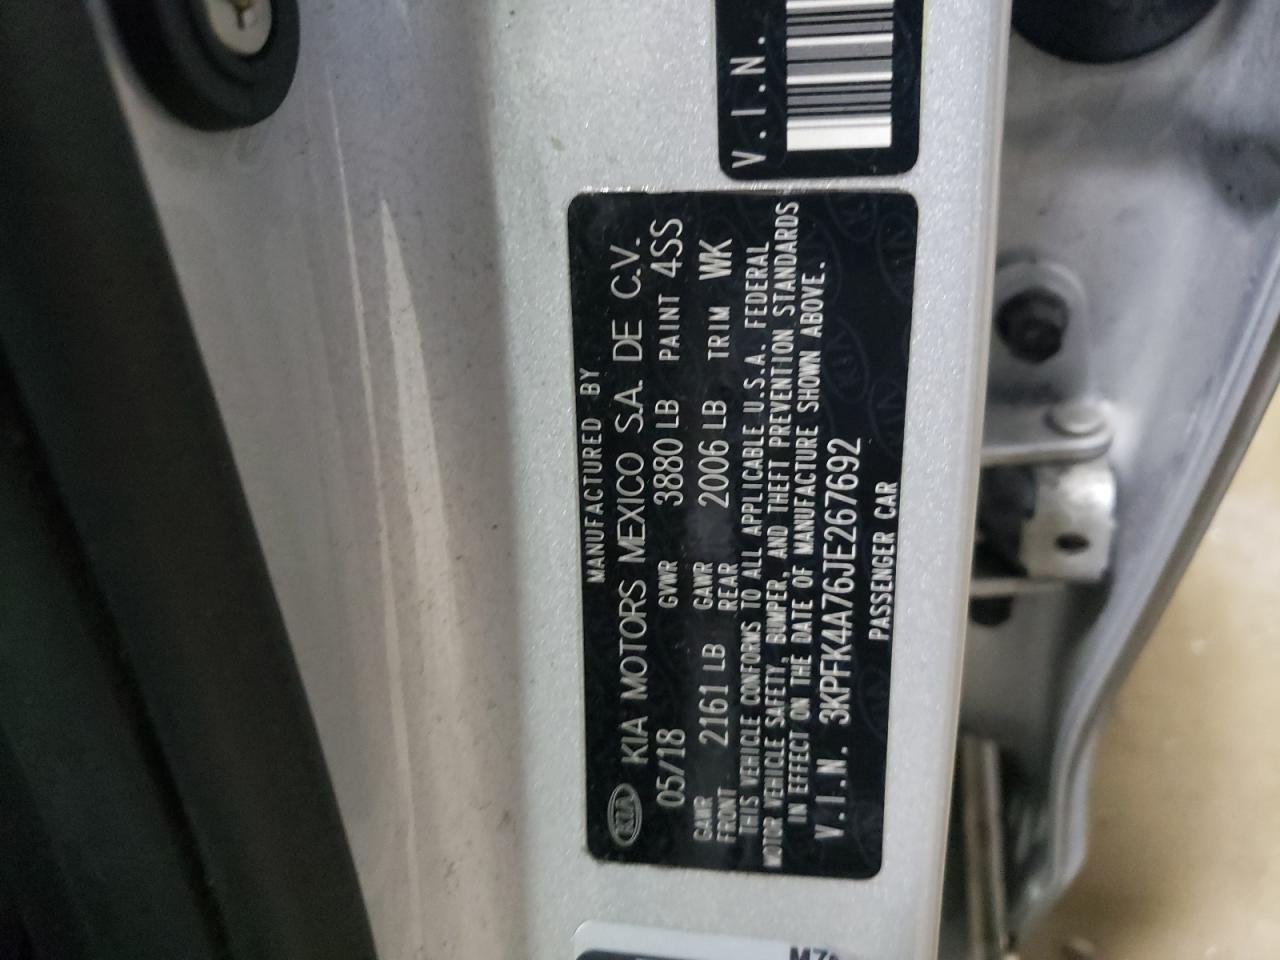 V.I.N.
MANUFACTURED BY
KIA KIA MOTORS MEXICO S.A. DE C.V.
05/18 GVWR 3880 LB PAINT 4SS
GAWR FRONT 2161 LB GAWR REAR 2006 LB TRIM WK
THIS VEHICLE CONFORMS TO ALL APPLICABLE U.S.A. FEDERAL
MOTOR VEHICLE SAFETY, BUMPER, AND THEFT PREVENTION STANDARDS
IN EFFECT ON THE DATE OF MANUFACTURE SHOWN ABOVE.
V.I.N. 3KPFK4A76JE267692
PASSENGER CAR